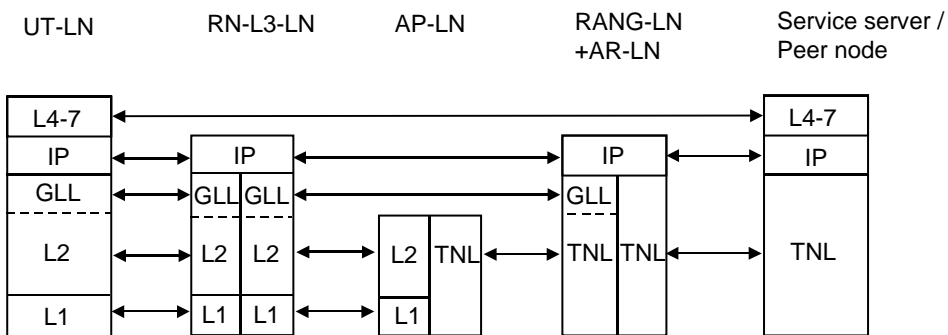 UT-LN
RN-L3-LN
AP-LN
RANG-LN
+AR-LN
Service server /
Peer node
L4-7
L4-7
IP
IP
IP
IP
GLL
GLL
GLL
GLL
L2
L2
L2
L2
TNL
TNL
TNL
TNL
L1
L1
L1
L1